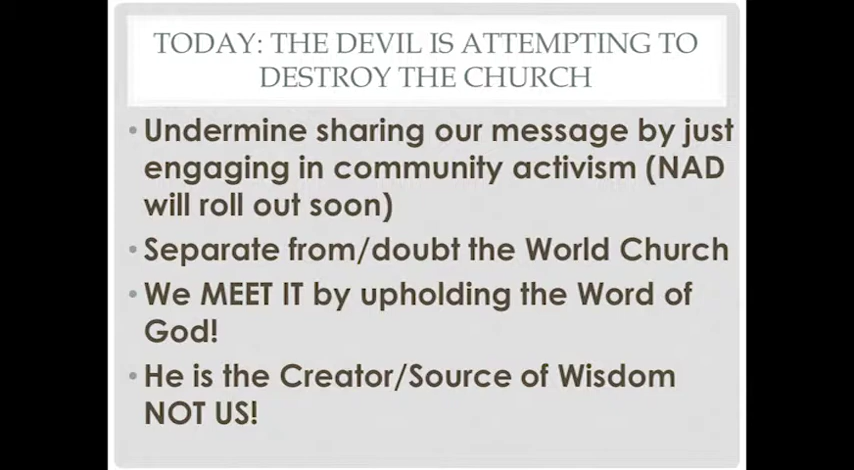 TODAY: THE DEVIL IS ATTEMPTING TO
DESTROY THE CHURCH
• Undermine sharing our message by just
engaging in community activism (NAD
will roll out soon)
• Separate from/doubt the World Church
• We MEET IT by upholding the Word of
God!
• He is the Creator/Source of Wisdom
NOT US!